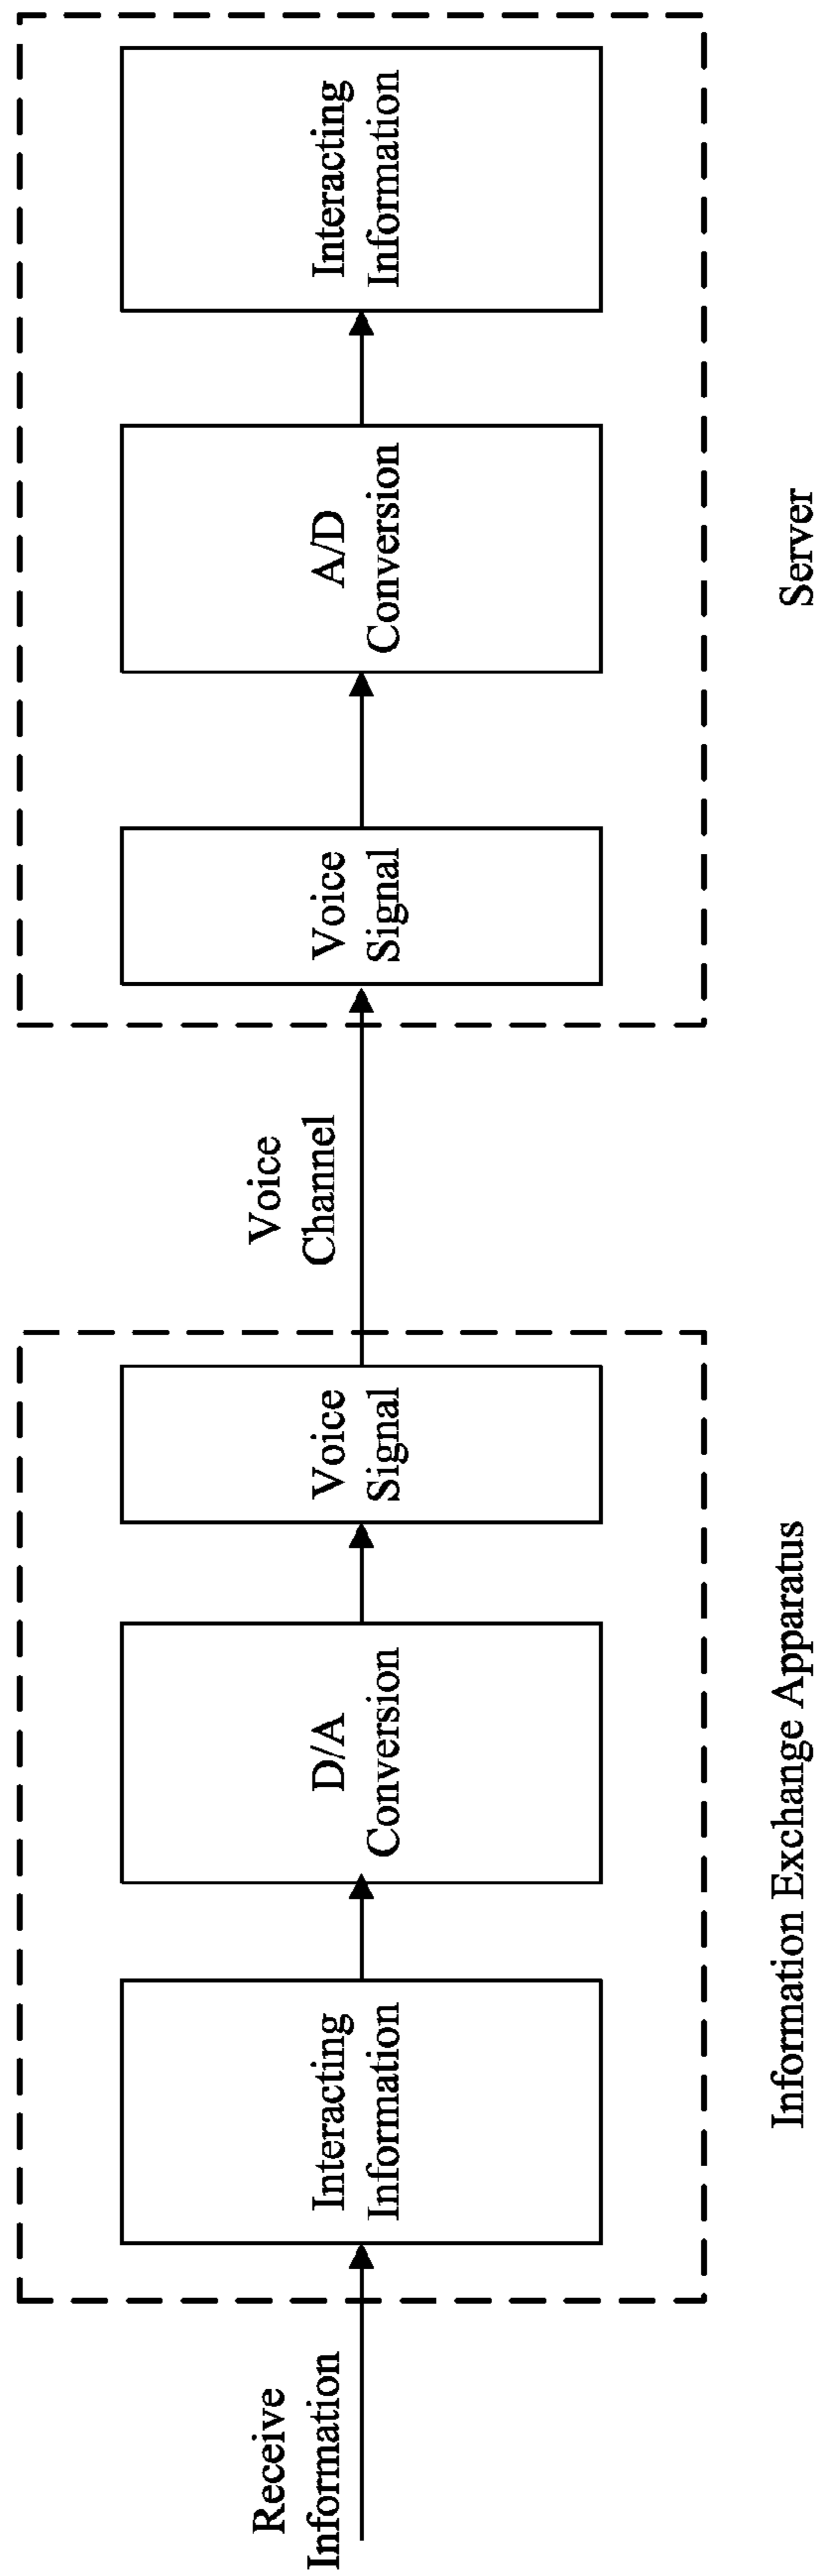 Receive
Information
Interacting
Information
D/A
Conversion
Voice
Signal
Voice
Channel
Voice
Signal
A/D
Conversion
Interacting
Information
Information Exchange Apparatus
Server